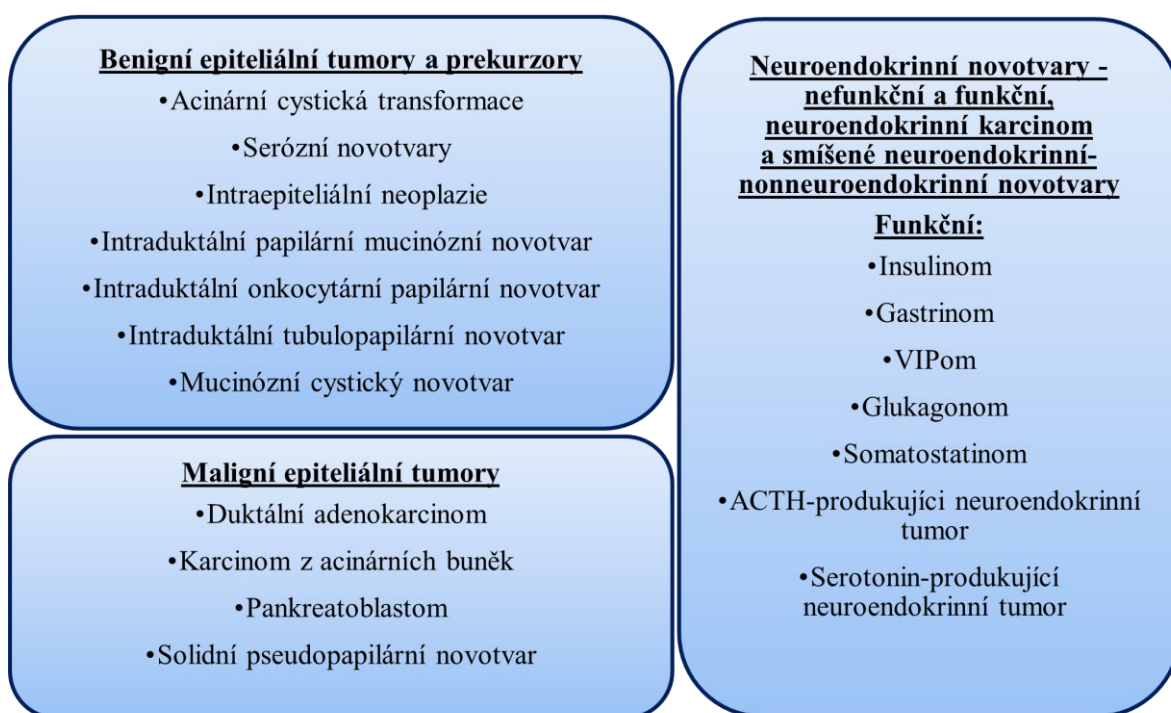 Benigní epiteliální tumory a prekurzory
•Acinární cystická transformace
•Serózní novotvary
•Intraepiteliální neoplazie
•Intraduktální papilární mucinózní novotvar
•Intraduktální onkocytární papilární novotvar
•Intraduktální tubulopapilární novotvar
•Mucinózní cystický novotvar
Maligní epiteliální tumory
•Duktální adenokarcinom
•Karcinom z acinárních buněk
•Pankreatoblastom
•Solidní pseudopapilární novotvar
Neuroendokrinní novotvary -
nefunkční a funkční,
neuroendokrinní karcinom
a smíšené neuroendokrinní-
nonneuroendokrinní novotvary
Funkční:
•Insulinom
•Gastrinom
•VIPom
•Glukagonom
•Somatostatinom
•ACTH-produkujíci neuroendokrinní
tumor
•Serotonin-produkující
neuroendokrinní tumor